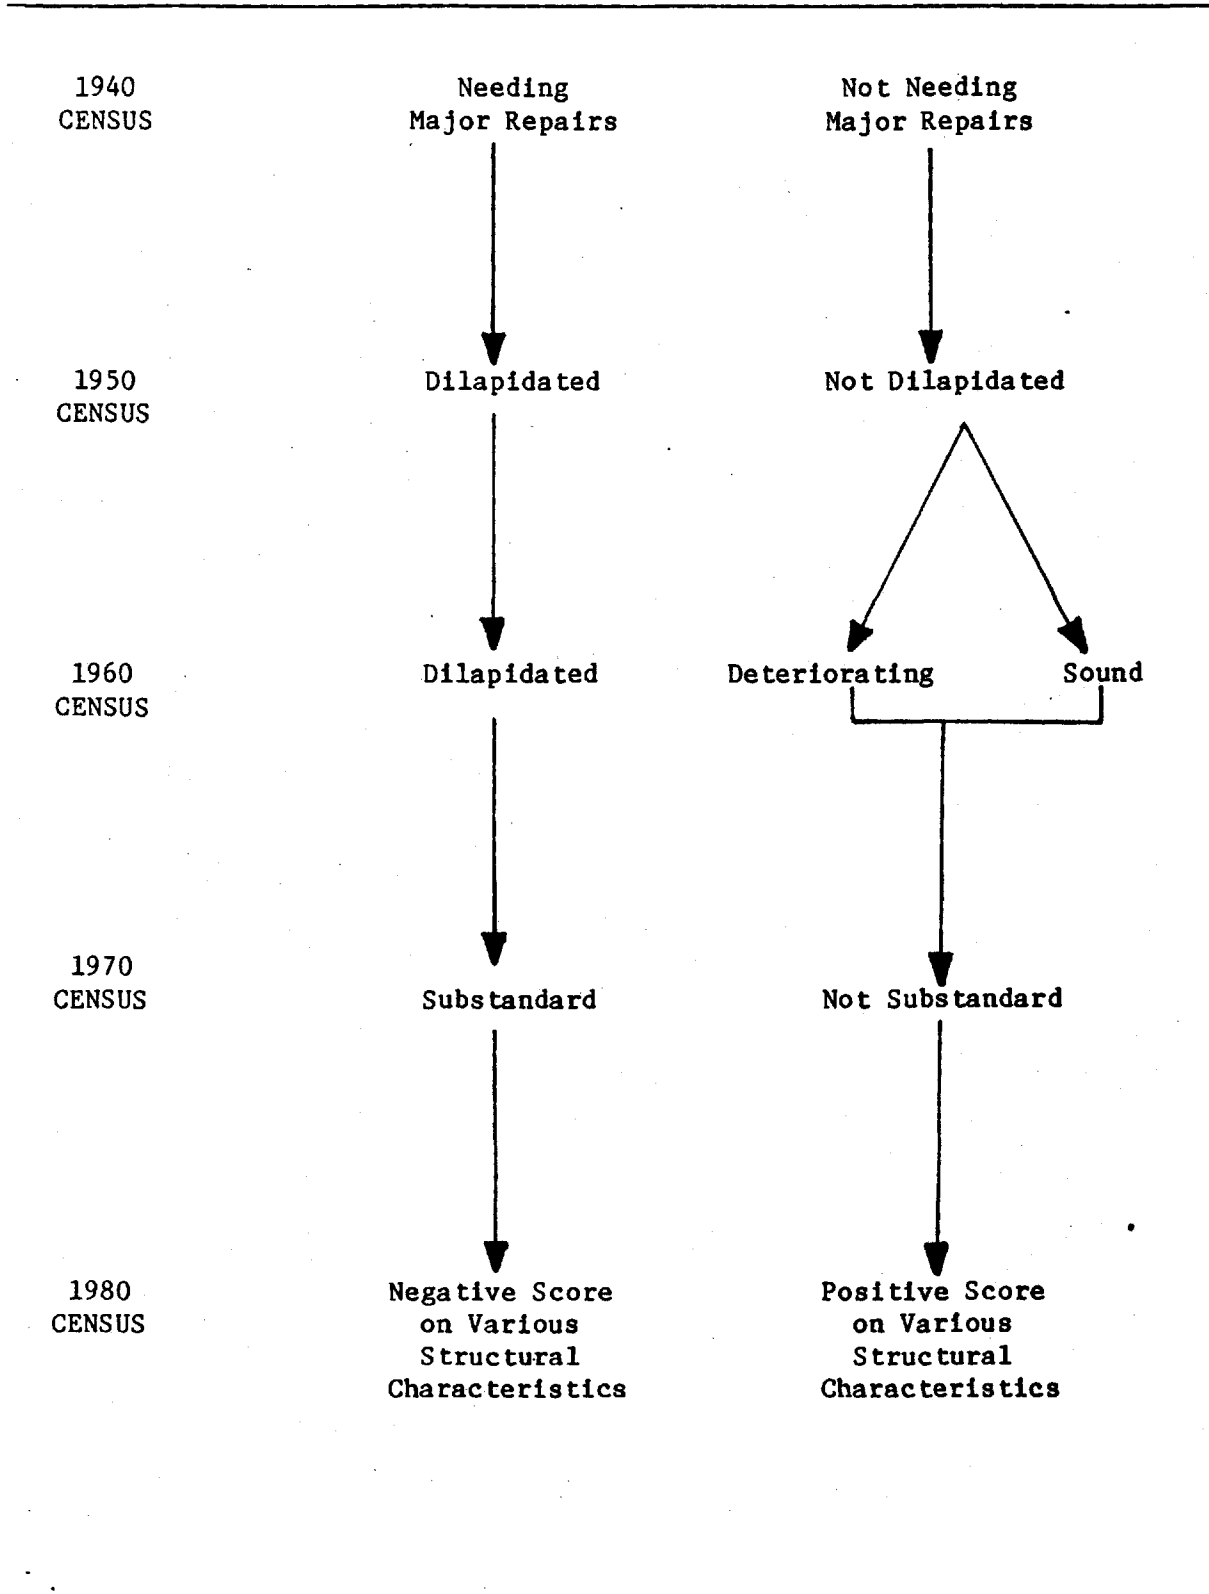 1940
CENSUS
Needing
Major Repairs
Not Needing
Major Repairs
1950
CENSUS
Dilapidated
Not Dilapidated
1960
CENSUS
Dilapidated
Deteriorating
Sound
1970
CENSUS
Substandard
Not Substandard
1980
CENSUS
Negative Score
on Various
Structural
Characteristics
Positive Score
on Various
Structural
Characteristics